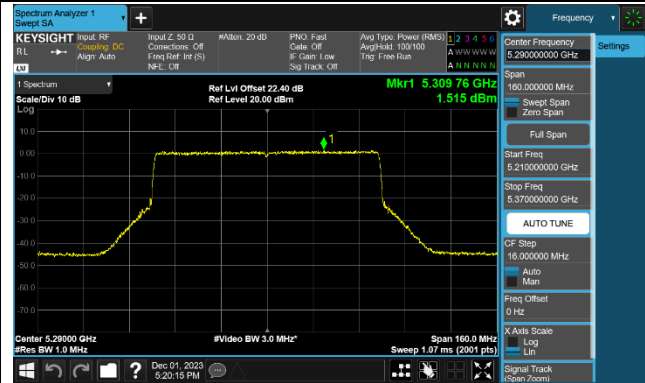 Spectrum Analyzer 1
Swept SA
+
Frequency
KEYSIGHT
RL
LXI
Input: RF
Coupling: DC
Align: Auto
Input Z: 50 Ω
Corrections: Off
Freq Ref: Int (S)
NFE: Off
#Atten: 20 dB
PNO: Fast
Gate: Off
IF Gain: Low
Sig Track: Off
Avg Type: Power (RMS)
Avg|Hold: 100/100
Trig: Free Run
1 2 3 4 5 6
A W W W W W
A N N N N N
Center Frequency
5.290000000 GHz
Settings
Span
160.000000 MHz
Swept Span
Zero Span
Full Span
Start Freq
5.210000000 GHz
Stop Freq
5.370000000 GHz
AUTO TUNE
CF Step
16.000000 MHz
Auto
Man
Freq Offset
0 Hz
X Axis Scale
Log
Lin
Signal Track
(Span Zoom)
1 Spectrum
Scale/Div 10 dB
Log
Ref Lvl Offset 22.40 dB
Ref Level 20.00 dBm
Mkr1 5.309 76 GHz
1.515 dBm
1
10.0
0.00
-10.0
-20.0
-30.0
-40.0
-50.0
-60.0
-70.0
Center 5.29000 GHz
#Res BW 1.0 MHz
#Video BW 3.0 MHz*
Span 160.0 MHz
Sweep 1.07 ms (2001 pts)
?
Dec 01, 2023
5:20:15 PM